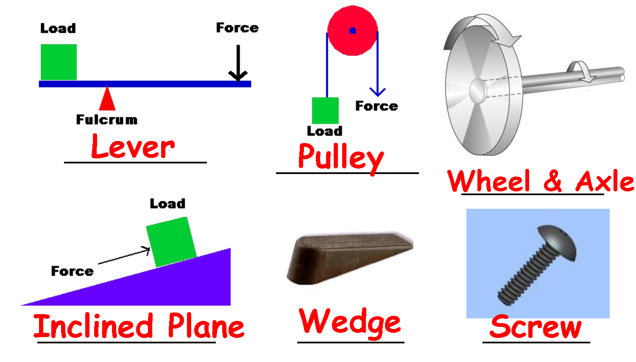 Load
Force
Fulcrum
Lever
Force
Load
Pulley
Wheel & Axle
Load
Force
Inclined Plane
Wedge
Screw